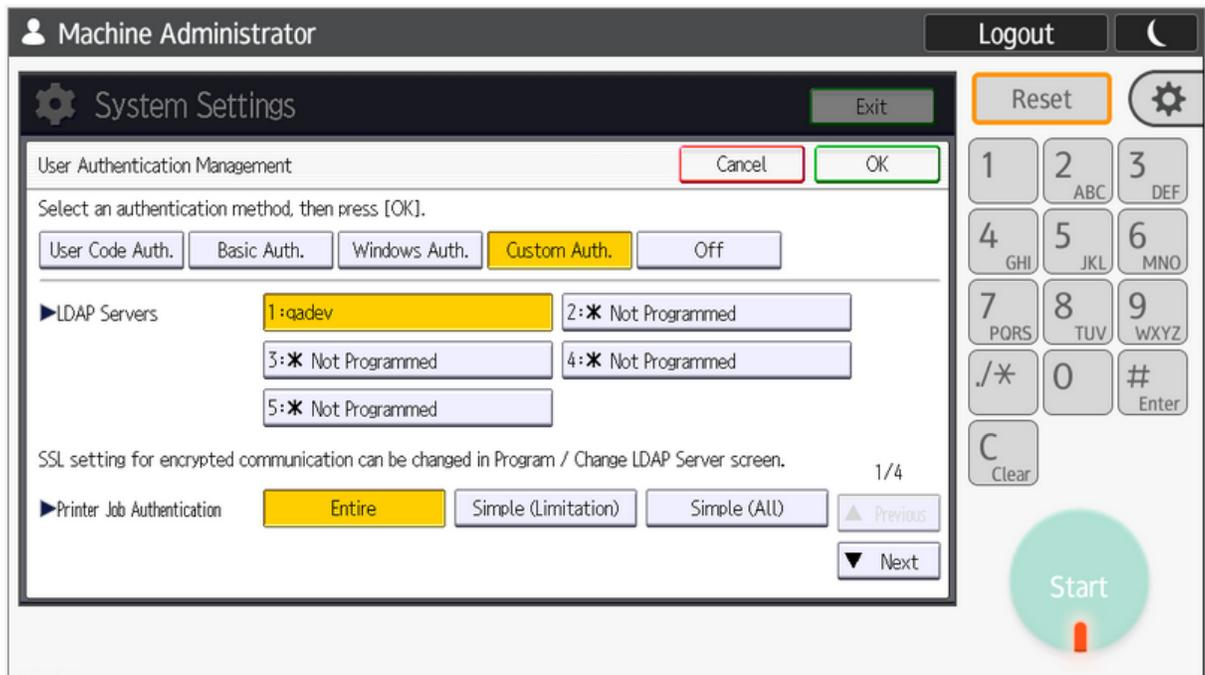 Machine Administrator Logout
System Settings Exit Reset
User Authentication Management Cancel OK
Select an authentication method, then press [OK].
User Code Auth. Basic Auth. Windows Auth. Custom Auth. Off
▶LDAP Servers 1:qadev 2:✱ Not Programmed
3:✱ Not Programmed 4:✱ Not Programmed
5:✱ Not Programmed
SSL setting for encrypted communication can be changed in Program / Change LDAP Server screen.
1/4
▶Printer Job Authentication Entire Simple (Limitation) Simple (All) ▲ Previous
▼ Next
1 2 ABC 3 DEF
4 GHI 5 JKL 6 MNO
7 PQRS 8 TUV 9 WXYZ
./✱ 0 # Enter
C Clear
Start